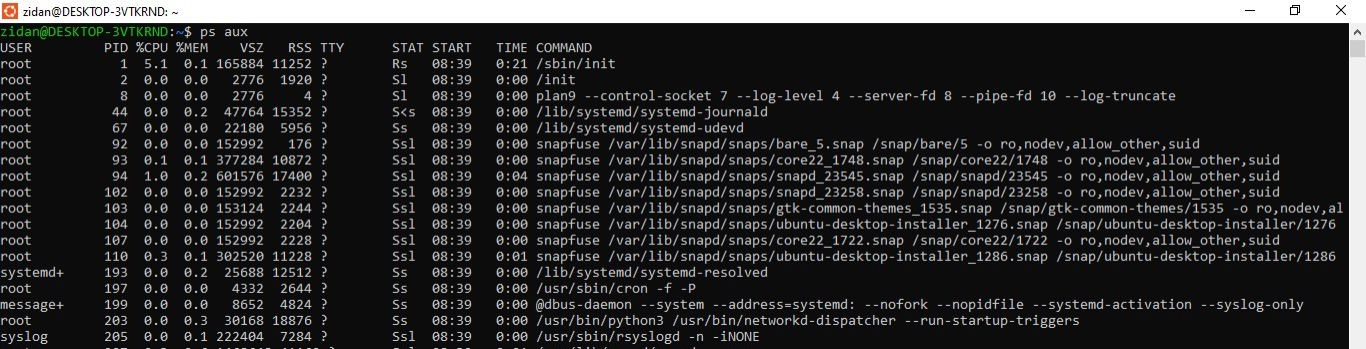 zidan@DESKTOP-3VTKRND: ~
zidan@DESKTOP-3VTKRND:~$ ps aux
USER PID %CPU %MEM VSZ RSS TTY STAT START TIME COMMAND
root 1 5.1 0.1 165884 11252 ? Rs 08:39 0:21 /sbin/init
root 2 0.0 0.0 2776 1920 ? Sl 08:39 0:00 /init
root 8 0.0 0.0 2776 4 ? Sl 08:39 0:00 plan9 --control-socket 7 --log-level 4 --server-fd 8 --pipe-fd 10 --log-truncate
root 44 0.0 0.2 47764 15352 ? S<s 08:39 0:00 /lib/systemd/systemd-journald
root 67 0.0 0.0 22180 5956 ? Ss 08:39 0:00 /lib/systemd/systemd-udevd
root 92 0.0 0.0 152992 176 ? Ssl 08:39 0:00 snapfuse /var/lib/snapd/snaps/bare_5.snap /snap/bare/5 -o ro,nodev,allow_other,suid
root 93 0.1 0.1 377284 10872 ? Ssl 08:39 0:00 snapfuse /var/lib/snapd/snaps/core22_1748.snap /snap/core22/1748 -o ro,nodev,allow_other,suid
root 94 1.0 0.2 601576 17400 ? Ssl 08:39 0:04 snapfuse /var/lib/snapd/snaps/snapd_23545.snap /snap/snapd/23545 -o ro,nodev,allow_other,suid
root 102 0.0 0.0 152992 2232 ? Ssl 08:39 0:00 snapfuse /var/lib/snapd/snaps/snapd_23258.snap /snap/snapd/23258 -o ro,nodev,allow_other,suid
root 103 0.0 0.0 153124 2244 ? Ssl 08:39 0:00 snapfuse /var/lib/snapd/snaps/gtk-common-themes_1535.snap /snap/gtk-common-themes/1535 -o ro,nodev,al
root 104 0.0 0.0 152992 2204 ? Ssl 08:39 0:00 snapfuse /var/lib/snapd/snaps/ubuntu-desktop-installer_1276.snap /snap/ubuntu-desktop-installer/1276
root 107 0.0 0.0 152992 2228 ? Ssl 08:39 0:00 snapfuse /var/lib/snapd/snaps/core22_1722.snap /snap/core22/1722 -o ro,nodev,allow_other,suid
root 110 0.3 0.1 302520 11228 ? Ssl 08:39 0:01 snapfuse /var/lib/snapd/snaps/ubuntu-desktop-installer_1286.snap /snap/ubuntu-desktop-installer/1286
systemd+ 193 0.0 0.2 25688 12512 ? Ss 08:39 0:00 /lib/systemd/systemd-resolved
root 197 0.0 0.0 4332 2644 ? Ss 08:39 0:00 /usr/sbin/cron -f -P
message+ 199 0.0 0.0 8652 4824 ? Ss 08:39 0:00 @dbus-daemon --system --address=systemd: --nofork --nopidfile --systemd-activation --syslog-only
root 203 0.0 0.3 30168 18876 ? Ss 08:39 0:00 /usr/bin/python3 /usr/bin/networkd-dispatcher --run-startup-triggers
syslog 205 0.0 0.1 222404 7284 ? Ssl 08:39 0:00 /usr/sbin/rsyslogd -n -iNONE